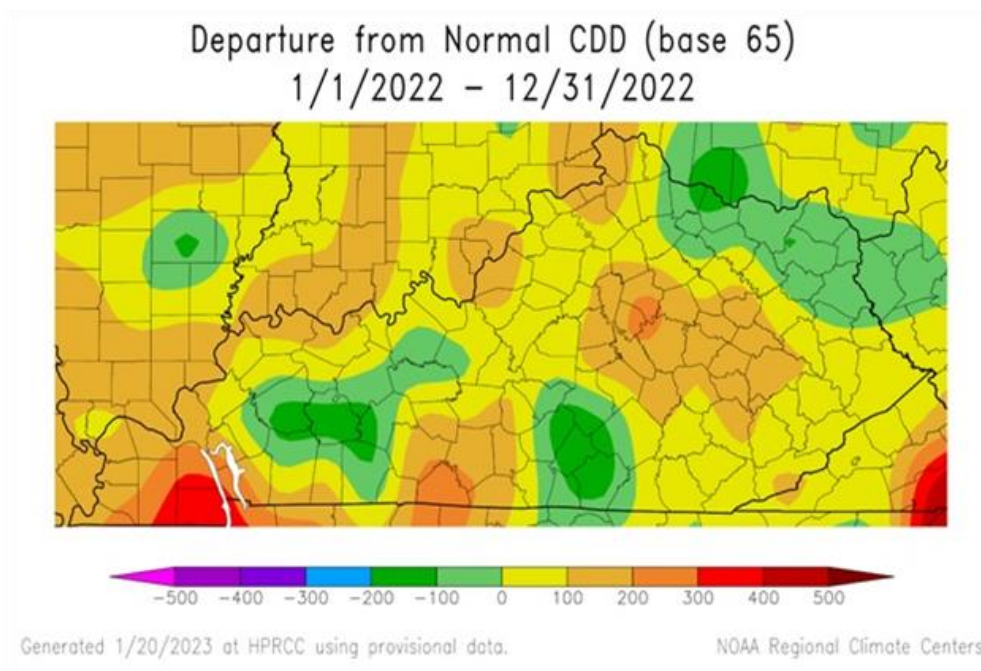 Departure from Normal CDD (base 65)
1/1/2022 – 12/31/2022
-500 -400 -300 -200 -100 0 100 200 300 400 500
Generated 1/20/2023 at HPRCC using provisional data.
NOAA Regional Climate Centers